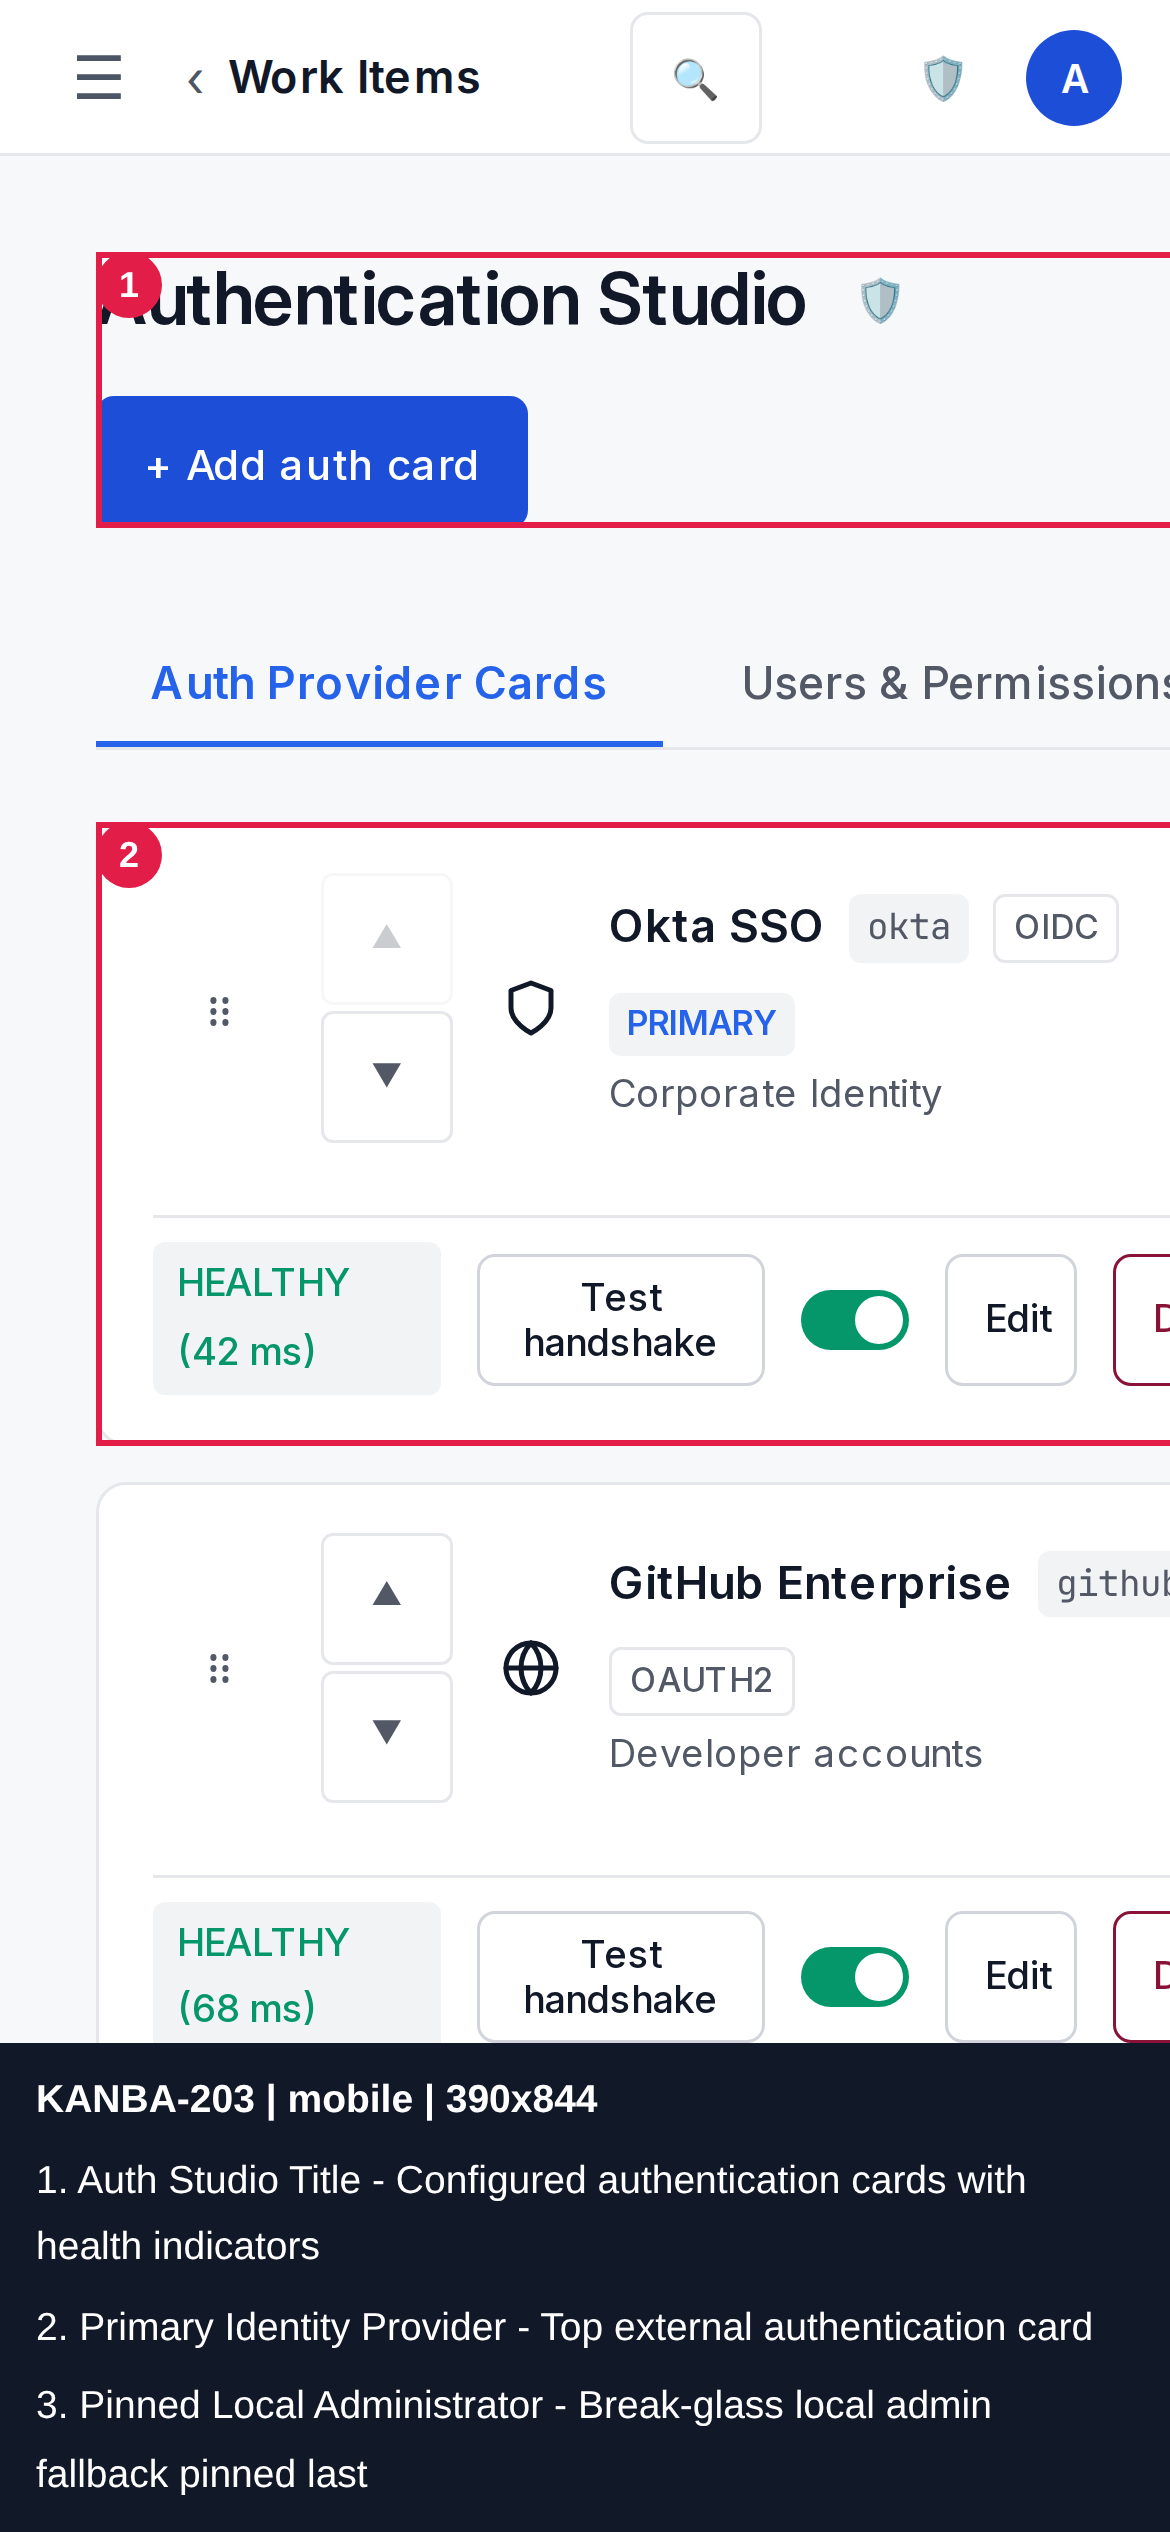 ☰ ‹ Work Items 🔍 🛡️ A
1
Authentication Studio 🛡️
+ Add auth card
Auth Provider Cards Users & Permissions
2
▲ Okta SSO okta OIDC
PRIMARY
▼ Corporate Identity
HEALTHY
(42 ms)
Test
handshake
Edit D
▲ GitHub Enterprise github
OAUTH2
▼ Developer accounts
HEALTHY
(68 ms)
Test
handshake
Edit D
KANBA-203 | mobile | 390x844
1. Auth Studio Title - Configured authentication cards with
health indicators
2. Primary Identity Provider - Top external authentication card
3. Pinned Local Administrator - Break-glass local admin
fallback pinned last